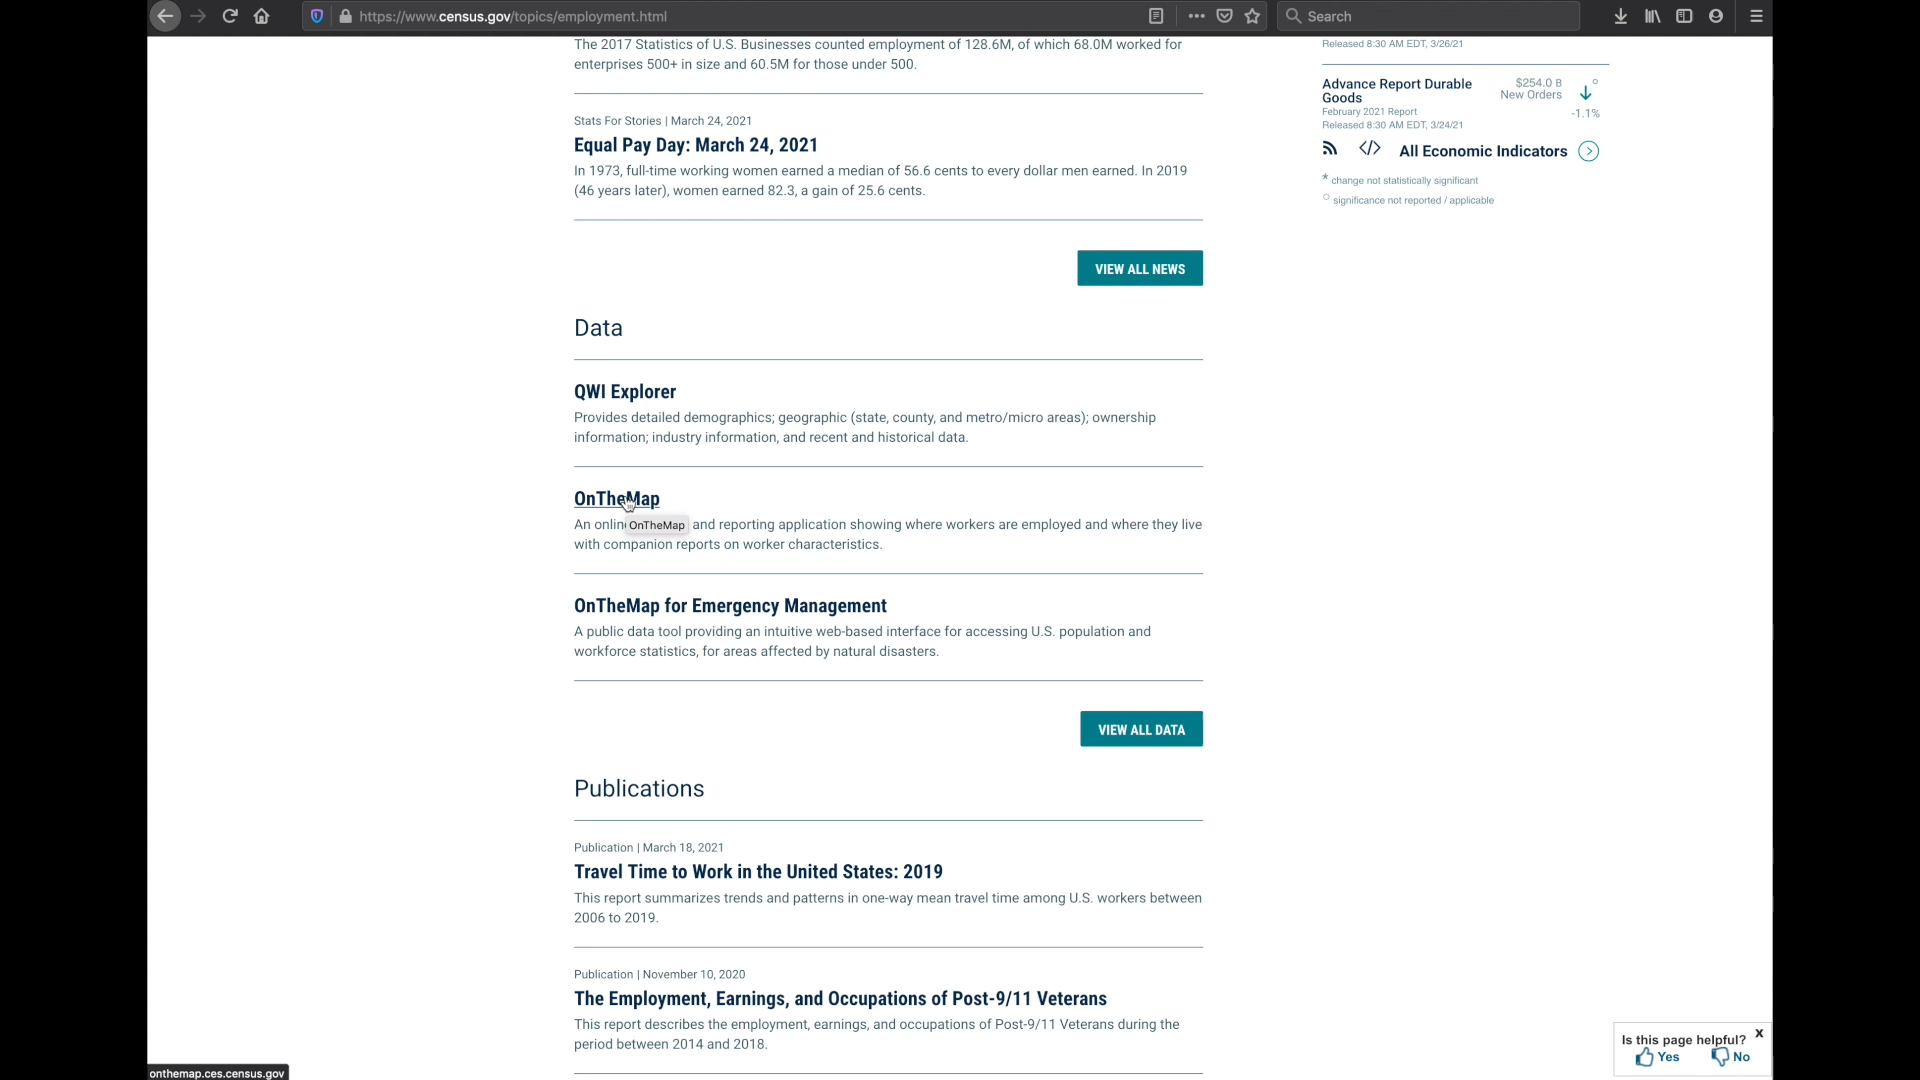 https://www.census.gov/topics/employment.html
Search
The 2017 Statistics of U.S. Businesses counted employment of 128.6M, of which 68.0M worked for
enterprises 500+ in size and 60.5M for those under 500.
Stats For Stories | March 24, 2021
Equal Pay Day: March 24, 2021
In 1973, full-time working women earned a median of 56.6 cents to every dollar men earned. In 2019
(46 years later), women earned 82.3, a gain of 25.6 cents.
VIEW ALL NEWS
Data
QWI Explorer
Provides detailed demographics; geographic (state, county, and metro/micro areas); ownership
information; industry information, and recent and historical data.
OnTheMap
An onlin
OnTheMap
and reporting application showing where workers are employed and where they live
with companion reports on worker characteristics.
OnTheMap for Emergency Management
A public data tool providing an intuitive web-based interface for accessing U.S. population and
workforce statistics, for areas affected by natural disasters.
VIEW ALL DATA
Publications
Publication | March 18, 2021
Travel Time to Work in the United States: 2019
This report summarizes trends and patterns in one-way mean travel time among U.S. workers between
2006 to 2019.
Publication | November 10, 2020
The Employment, Earnings, and Occupations of Post-9/11 Veterans
This report describes the employment, earnings, and occupations of Post-9/11 Veterans during the
period between 2014 and 2018.
Released 8:30 AM EDT, 3/26/21
Advance Report Durable
Goods
February 2021 Report
Released 8:30 AM EDT, 3/24/21
$254.0 B
New Orders
-1.1%
All Economic Indicators
* change not statistically significant
° significance not reported / applicable
Is this page helpful? x
Yes No
onthemap.ces.census.gov